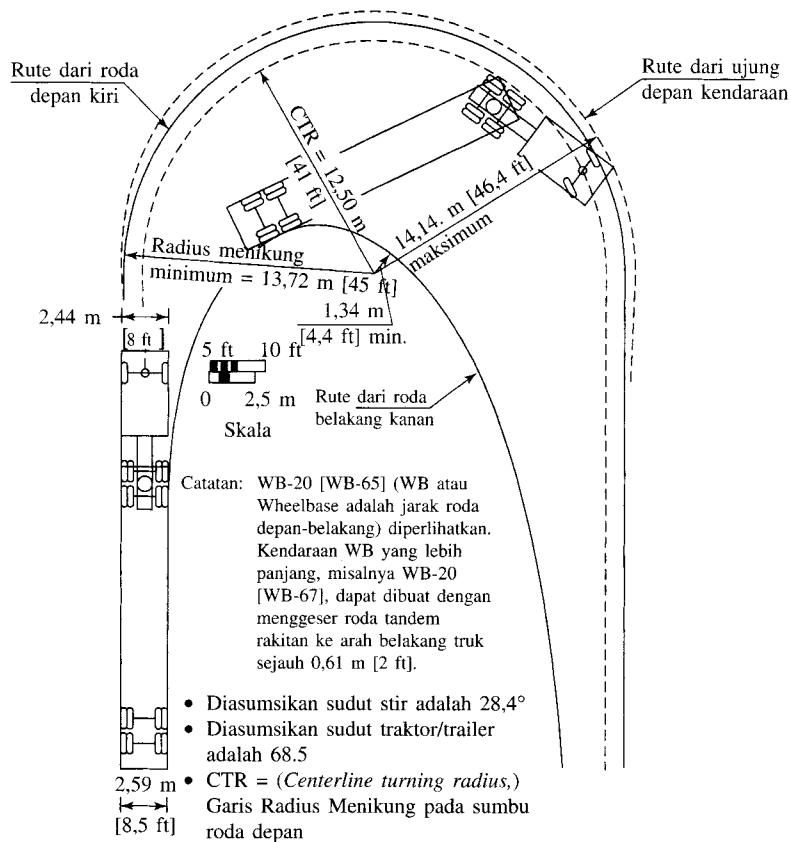 Rute dari roda
depan kiri
Rute dari ujung
depan kendaraan
CTR = 12,50 m
[41 ft]
14,14. m [46,4 ft]
maksimum
Radius menikung
minimum = 13,72 m [45 ft]
1,34 m
[4,4 ft] min.
2,44 m
[8 ft ]
5 ft 10 ft
0 2,5 m
Skala
Rute dari roda
belakang kanan
Catatan: WB-20 [WB-65] (WB atau
Wheelbase adalah jarak roda
depan-belakang) diperlihatkan.
Kendaraan WB yang lebih
panjang, misalnya WB-20
[WB-67], dapat dibuat dengan
menggeser roda tandem
rakitan ke arah belakang truk
sejauh 0,61 m [2 ft].
• Diasumsikan sudut stir adalah 28,4°
• Diasumsikan sudut traktor/trailer
adalah 68.5
• CTR = (Centerline turning radius,)
Garis Radius Menikung pada sumbu
roda depan
2,59 m
[8,5 ft]